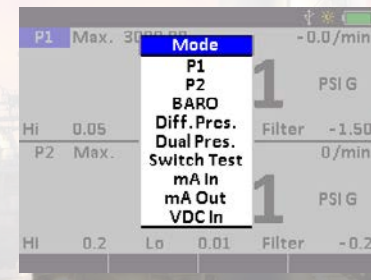 P1 Max. - 0.0/min
Mode
P1
P2
BARO
Diff. Pres.
Dual Pres.
Switch Test
mA In
mA Out
VDC In
1 PSI G
Hi 0.05 Filter -1.50
P2 Max. 0/min
1 PSI G
HI 0.2 Lo 0.01 Filter -0.2